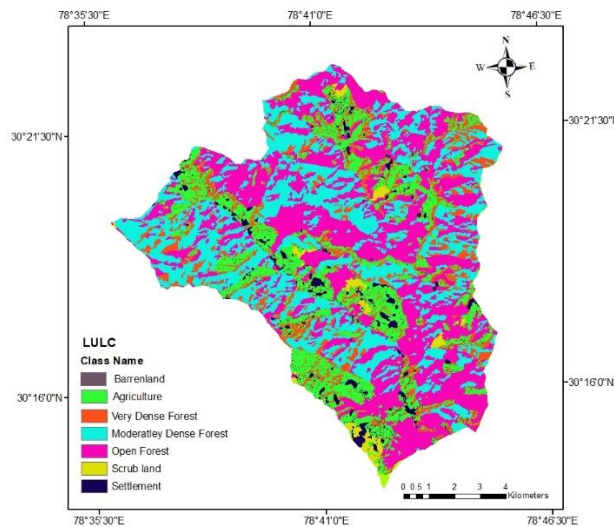 78°35'30"E 78°41'0"E 78°46'30"E
N
W E
S
30°21'30"N 30°21'30"N
LULC
Class Name
Barrenland
Agriculture
Very Dense Forest
Moderatley Dense Forest
Open Forest
Scrub land
Settlement
30°16'0"N 30°16'0"N
0 0.5 1 2 3 4
Kilometers
78°35'30"E 78°41'0"E 78°46'30"E